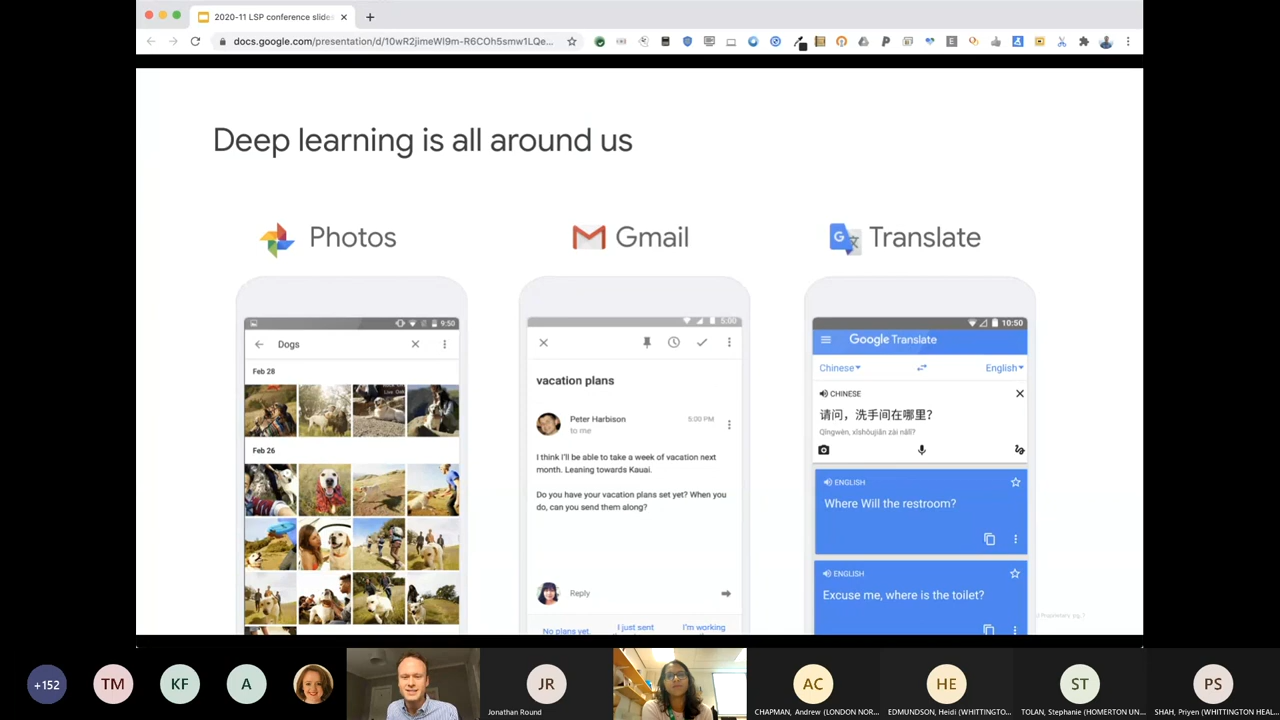 2020-11 LSP conference slides
docs.google.com/presentation/d/10wR2jimeWl9m-R6COh5smw1LQe...
Deep learning is all around us
Photos
Gmail
Translate
9:50
Dogs
Feb 28
Feb 26
5:00
vacation plans
Peter Harbison
5:00 PM
to me
I think I'll be able to take a week of vacation next
month. Leaning towards Kauai.
Do you have your vacation plans set yet? When you
do, can you send them along?
Reply
No plans yet.
I just sent
I'm working
10:50
Google Translate
Chinese
English
CHINESE
请问，洗手间在哪里？
Qǐngwèn, xǐshǒujiān zài nǎlǐ?
ENGLISH
Where Will the restroom?
ENGLISH
Excuse me, where is the toilet?
+152
TM
KF
A
JR
Jonathan Round
AC
CHAPMAN, Andrew (LONDON NOR...
HE
EDMUNDSON, Heidi (WHITTINGTO...
ST
TOLAN, Stephanie (HOMERTON UN...
PS
SHAH, Priyen (WHITTINGTON HEAL...